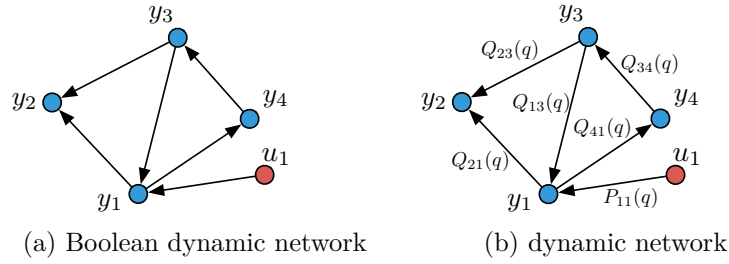 y₃
y₂
y₄
u₁
y₁
(a) Boolean dynamic network
y₃
Q₂₃(q)
Q₃₄(q)
y₂
Q₁₃(q)
y₄
Q₄₁(q)
Q₂₁(q)
u₁
y₁
P₁₁(q)
(b) dynamic network